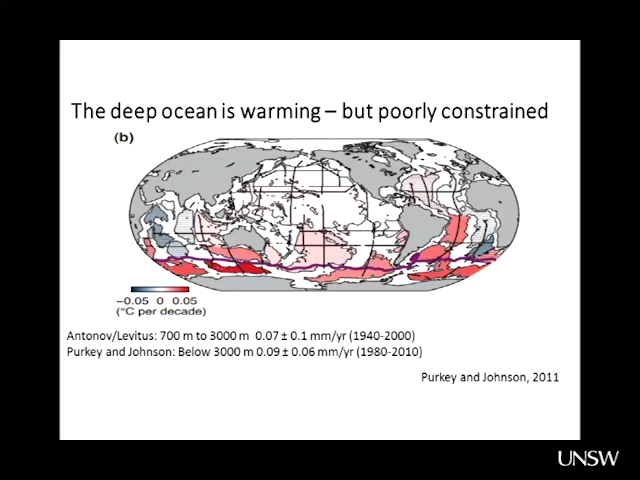 The deep ocean is warming – but poorly constrained
(b)
−0.05 0 0.05
(°C per decade)
Antonov/Levitus: 700 m to 3000 m 0.07 ± 0.1 mm/yr (1940-2000)
Purkey and Johnson: Below 3000 m 0.09 ± 0.06 mm/yr (1980-2010)
Purkey and Johnson, 2011
UNSW